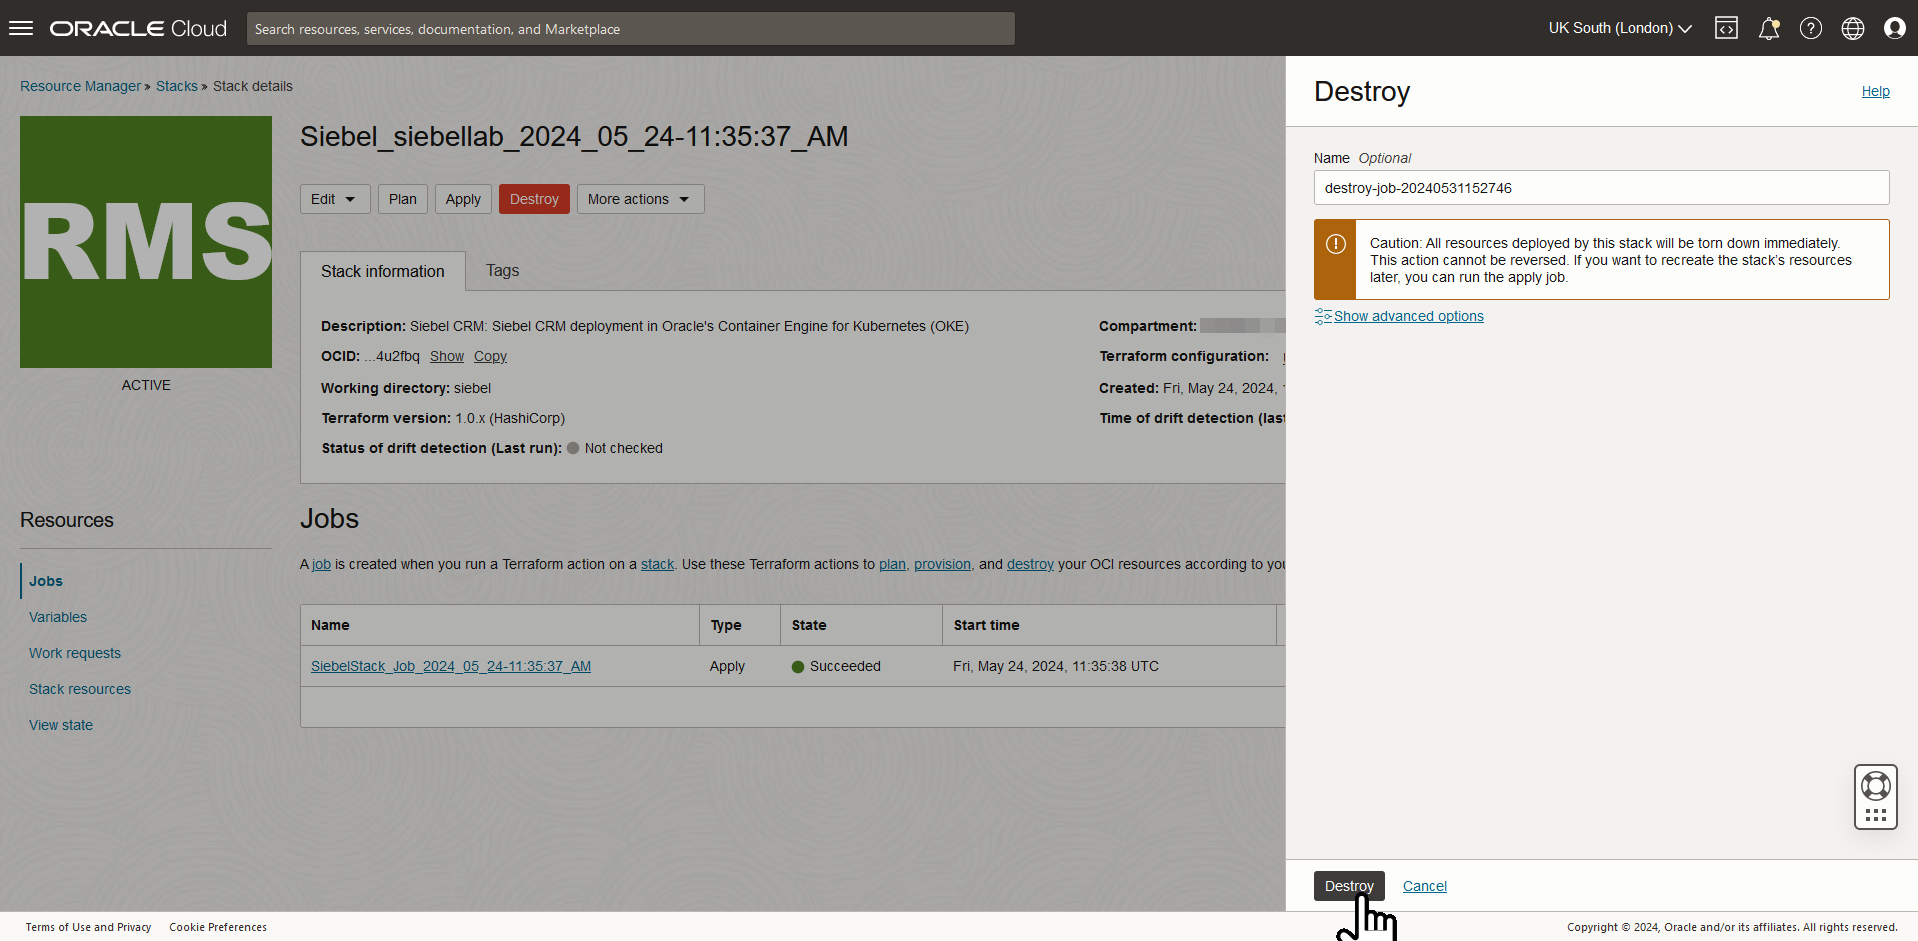 ORACLE Cloud
Search resources, services, documentation, and Marketplace
UK South (London)
Resource Manager » Stacks » Stack details
RMS
ACTIVE
Siebel_siebellab_2024_05_24-11:35:37_AM
Edit
Plan
Apply
Destroy
More actions
Stack information
Tags
Description: Siebel CRM: Siebel CRM deployment in Oracle's Container Engine for Kubernetes (OKE)
OCID: ...4u2fbq Show Copy
Working directory: siebel
Terraform version: 1.0.x (HashiCorp)
Status of drift detection (Last run): Not checked
Compartment:
Terraform configuration:
Created: Fri, May 24, 2024,
Time of drift detection (las
Resources
Jobs
Variables
Work requests
Stack resources
View state
Jobs
A job is created when you run a Terraform action on a stack. Use these Terraform actions to plan, provision, and destroy your OCI resources according to you
Name Type State Start time
SiebelStack_Job_2024_05_24-11:35:37_AM Apply Succeeded Fri, May 24, 2024, 11:35:38 UTC
Destroy
Help
Name Optional
destroy-job-20240531152746
Caution: All resources deployed by this stack will be torn down immediately.
This action cannot be reversed. If you want to recreate the stack's resources
later, you can run the apply job.
Show advanced options
Destroy
Cancel
Terms of Use and Privacy
Cookie Preferences
Copyright © 2024, Oracle and/or its affiliates. All rights reserved.